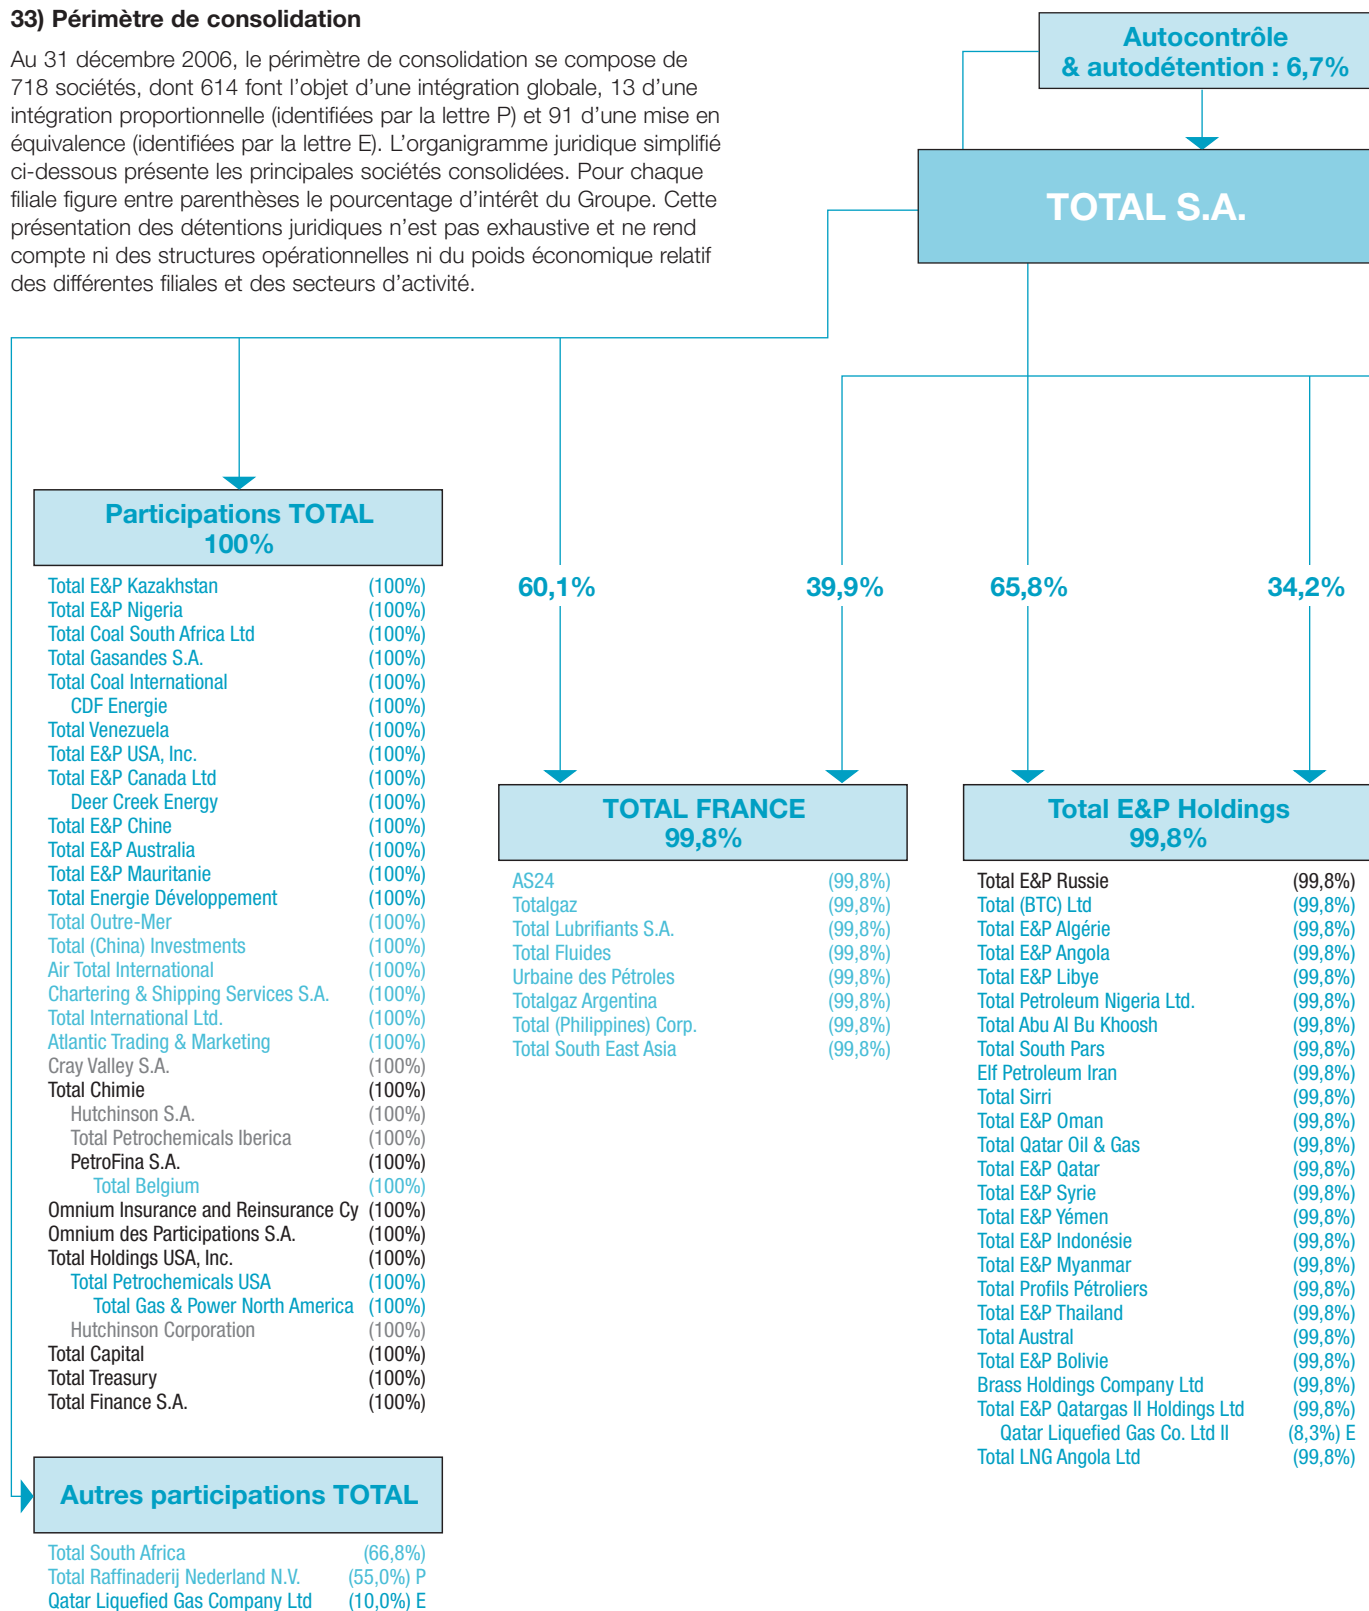 33) Périmètre de consolidation
Au 31 décembre 2006, le périmètre de consolidation se compose de
718 sociétés, dont 614 font l’objet d’une intégration globale, 13 d’une
intégration proportionnelle (identifiées par la lettre P) et 91 d’une mise en
équivalence (identifiées par la lettre E). L’organigramme juridique simplifié
ci-dessous présente les principales sociétés consolidées. Pour chaque
filiale figure entre parenthèses le pourcentage d’intérêt du Groupe. Cette
présentation des détentions juridiques n’est pas exhaustive et ne rend
compte ni des structures opérationnelles ni du poids économique relatif
des différentes filiales et des secteurs d’activité.
Autocontrôle
& autodétention : 6,7%
TOTAL S.A.
Participations TOTAL
100%
Total E&P Kazakhstan (100%)
Total E&P Nigeria (100%)
Total Coal South Africa Ltd (100%)
Total Gasandes S.A. (100%)
Total Coal International (100%)
CDF Energie (100%)
Total Venezuela (100%)
Total E&P USA, Inc. (100%)
Total E&P Canada Ltd (100%)
Deer Creek Energy (100%)
Total E&P Chine (100%)
Total E&P Australia (100%)
Total E&P Mauritanie (100%)
Total Energie Développement (100%)
Total Outre-Mer (100%)
Total (China) Investments (100%)
Air Total International (100%)
Chartering & Shipping Services S.A. (100%)
Total International Ltd. (100%)
Atlantic Trading & Marketing (100%)
Cray Valley S.A. (100%)
Total Chimie (100%)
Hutchinson S.A. (100%)
Total Petrochemicals Iberica (100%)
PetroFina S.A. (100%)
Total Belgium (100%)
Omnium Insurance and Reinsurance Cy (100%)
Omnium des Participations S.A. (100%)
Total Holdings USA, Inc. (100%)
Total Petrochemicals USA (100%)
Total Gas & Power North America (100%)
Hutchinson Corporation (100%)
Total Capital (100%)
Total Treasury (100%)
Total Finance S.A. (100%)
Autres participations TOTAL
Total South Africa (66,8%)
Total Raffinaderij Nederland N.V. (55,0%) P
Qatar Liquefied Gas Company Ltd (10,0%) E
60,1% 39,9%
TOTAL FRANCE
99,8%
AS24 (99,8%)
Totalgaz (99,8%)
Total Lubrifiants S.A. (99,8%)
Total Fluides (99,8%)
Urbaine des Pétroles (99,8%)
Totalgaz Argentina (99,8%)
Total (Philippines) Corp. (99,8%)
Total South East Asia (99,8%)
65,8% 34,2%
Total E&P Holdings
99,8%
Total E&P Russie (99,8%)
Total (BTC) Ltd (99,8%)
Total E&P Algérie (99,8%)
Total E&P Angola (99,8%)
Total E&P Libye (99,8%)
Total Petroleum Nigeria Ltd. (99,8%)
Total Abu Al Bu Khoosh (99,8%)
Total South Pars (99,8%)
Elf Petroleum Iran (99,8%)
Total Sirri (99,8%)
Total E&P Oman (99,8%)
Total Qatar Oil & Gas (99,8%)
Total E&P Qatar (99,8%)
Total E&P Syrie (99,8%)
Total E&P Yémen (99,8%)
Total E&P Indonésie (99,8%)
Total E&P Myanmar (99,8%)
Total Profils Pétroliers (99,8%)
Total E&P Thailand (99,8%)
Total Austral (99,8%)
Total E&P Bolivie (99,8%)
Brass Holdings Company Ltd (99,8%)
Total E&P Qatargas II Holdings Ltd (99,8%)
Qatar Liquefied Gas Co. Ltd II (8,3%) E
Total LNG Angola Ltd (99,8%)